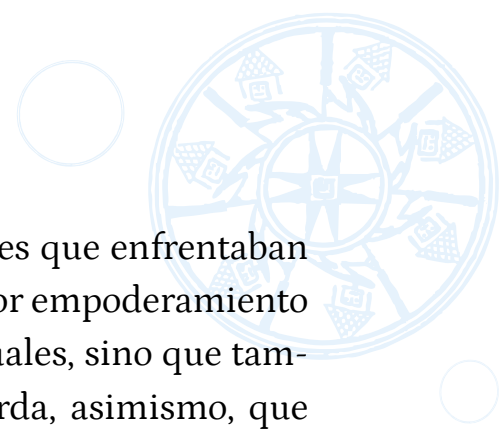 es que enfrentaban
or empoderamiento
uales, sino que tam-
rda, asimismo, que